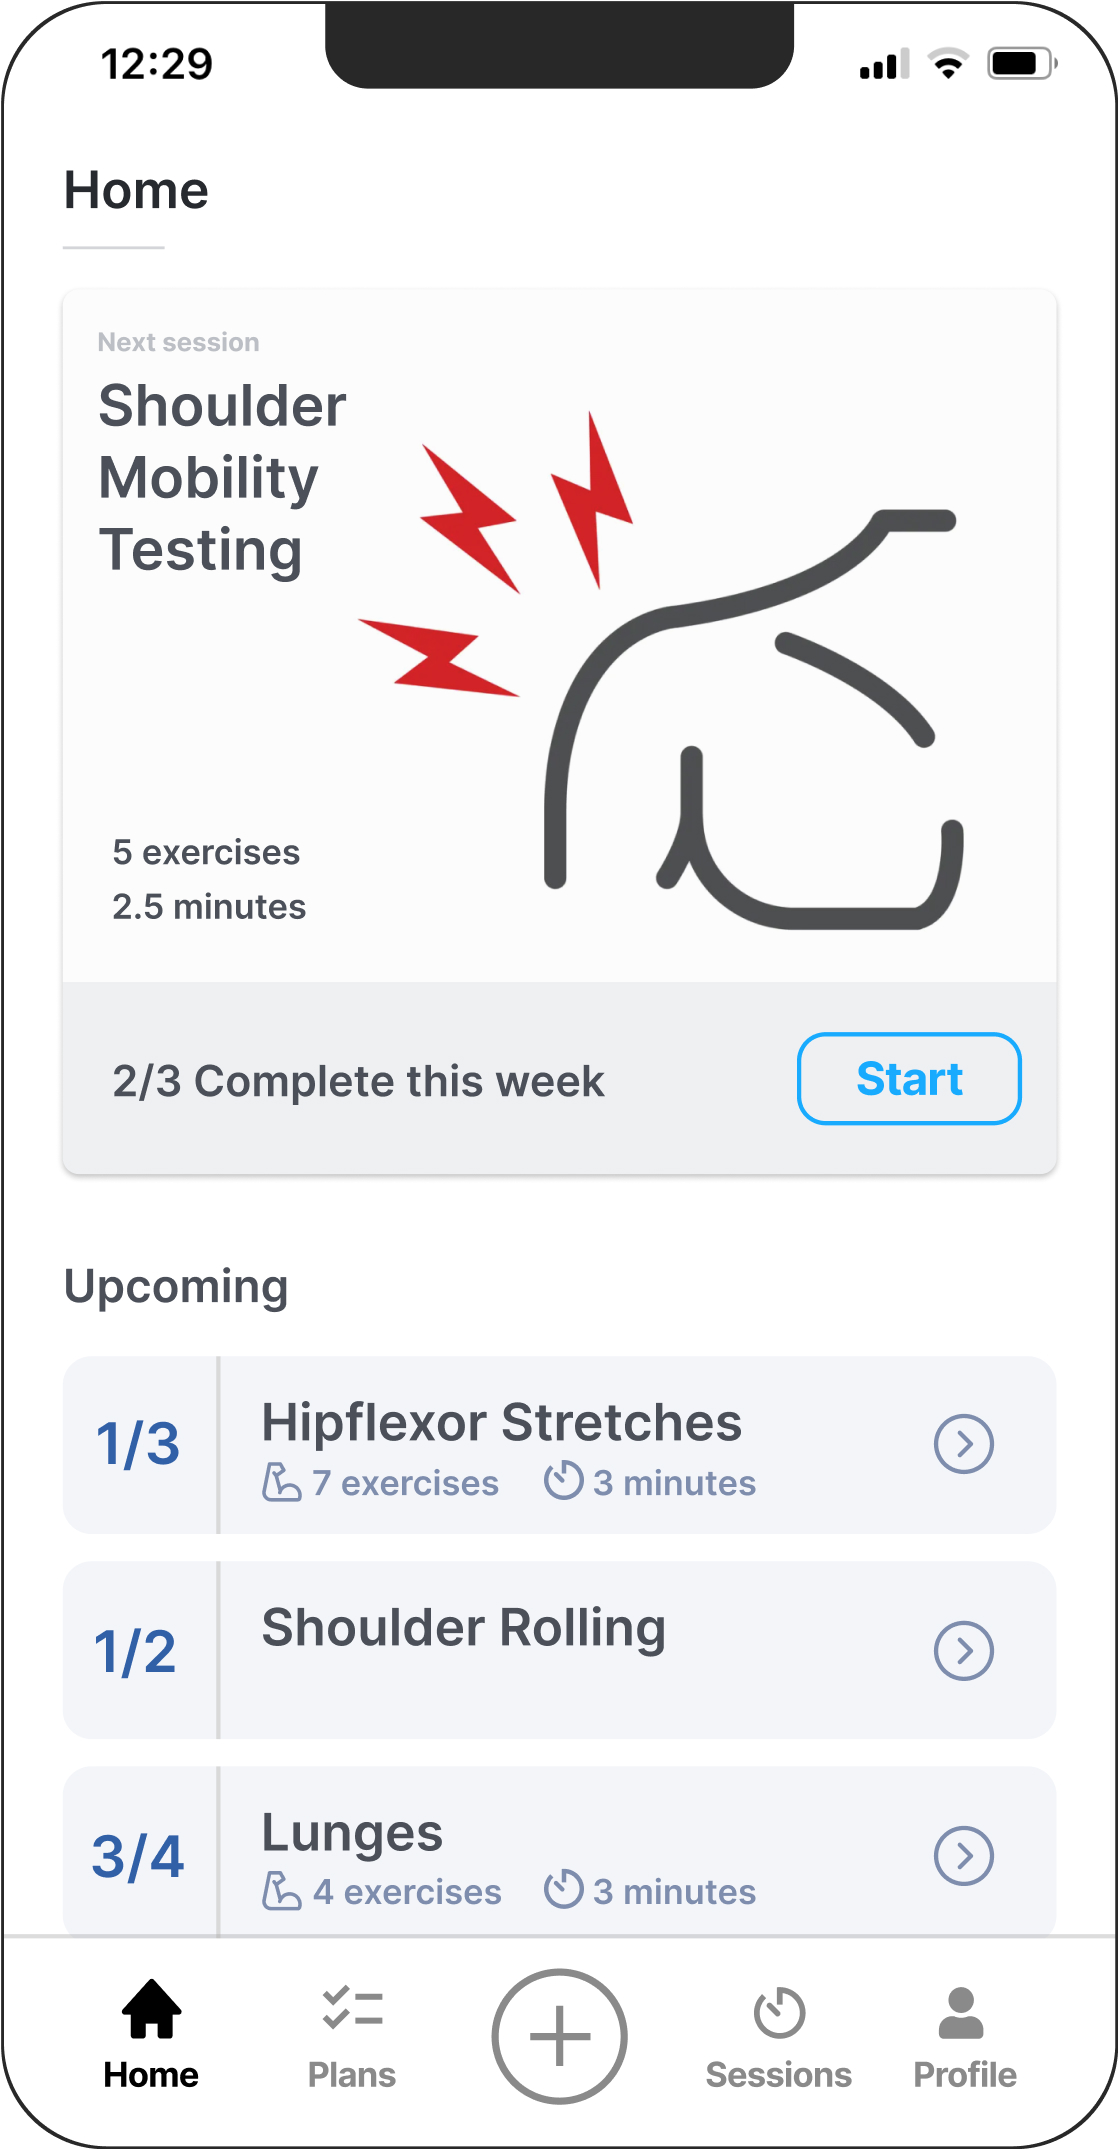 12:29
Home
Next session
Shoulder
Mobility
Testing
5 exercises
2.5 minutes
2/3 Complete this week
Start
Upcoming
1/3
Hipflexor Stretches
7 exercises
3 minutes
1/2
Shoulder Rolling
3/4
Lunges
4 exercises
3 minutes
Home
Plans
Sessions
Profile